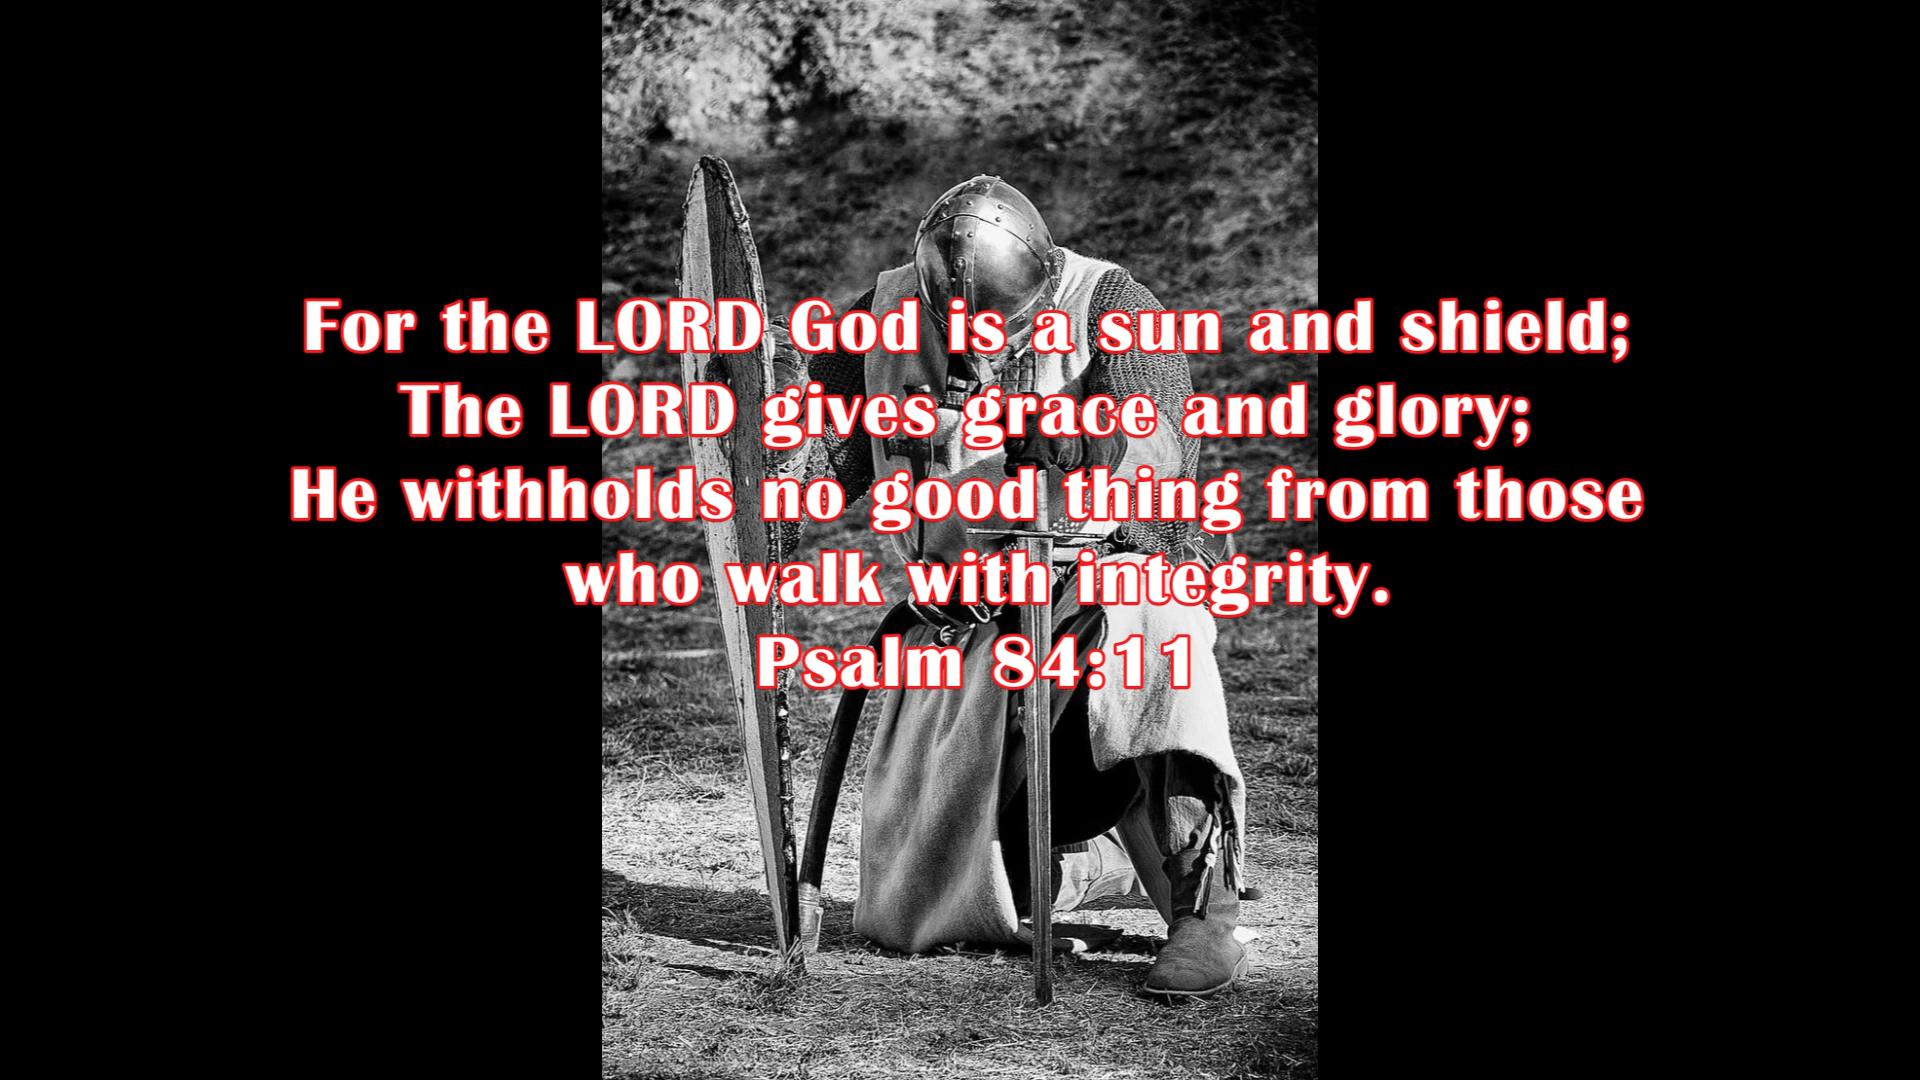 For the LORD God is a sun and shield;
The LORD gives grace and glory;
He withholds no good thing from those
who walk with integrity.
Psalm 84:11